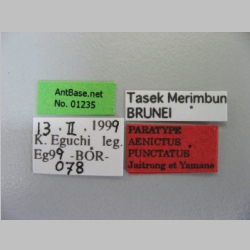 AntBase.net
No. 01235
Tasek Merimbun
BRUNEI
13. II. 1999
K. Eguchi leg.
Eg99-BOR-
078
PARATYPE
AENICTUS
PUNCTATUS
Jaitrong et Yamane